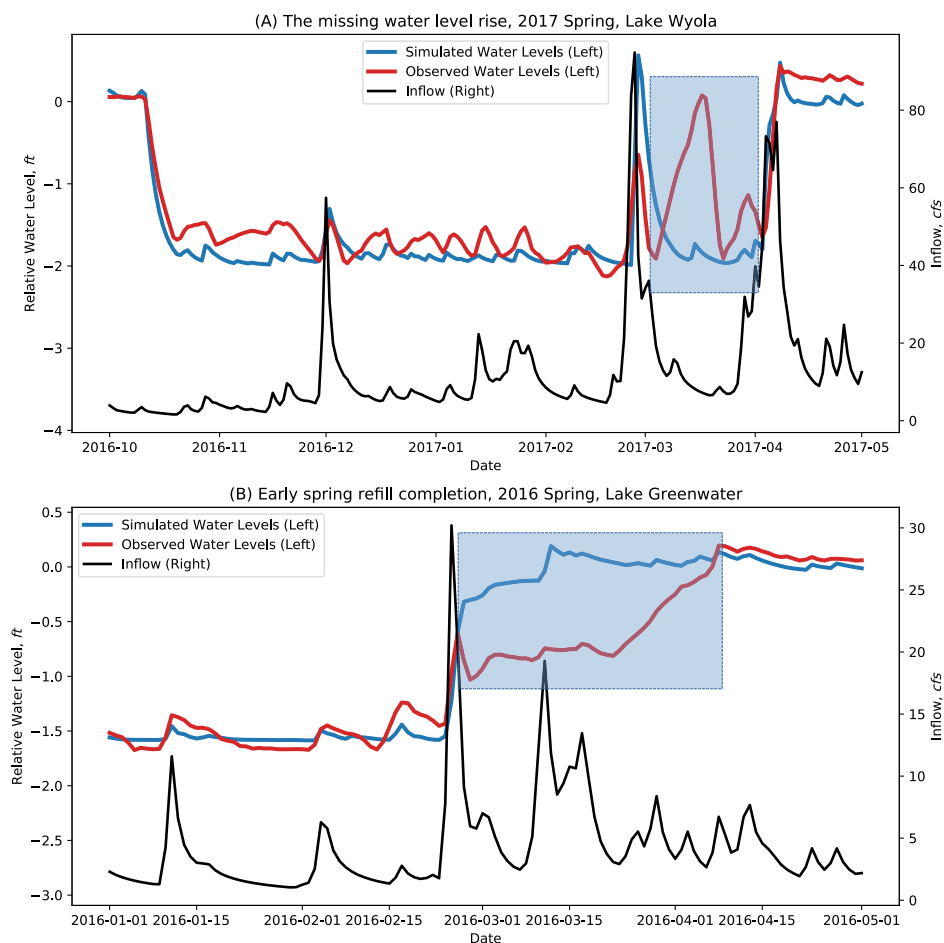 (A) The missing water level rise, 2017 Spring, Lake Wyola
Simulated Water Levels (Left)
Observed Water Levels (Left)
Inflow (Right)
Relative Water Level, ft
0
−1
−2
−3
−4
80
60
40
20
0
Inflow, cfs
2016-10 2016-11 2016-12 2017-01 2017-02 2017-03 2017-04 2017-05
Date
(B) Early spring refill completion, 2016 Spring, Lake Greenwater
Simulated Water Levels (Left)
Observed Water Levels (Left)
Inflow (Right)
Relative Water Level, ft
0.5
0.0
−0.5
−1.0
−1.5
−2.0
−2.5
−3.0
30
25
20
15
10
5
0
Inflow, cfs
2016-01-01 2016-01-15 2016-02-01 2016-02-15 2016-03-01 2016-03-15 2016-04-01 2016-04-15 2016-05-01
Date